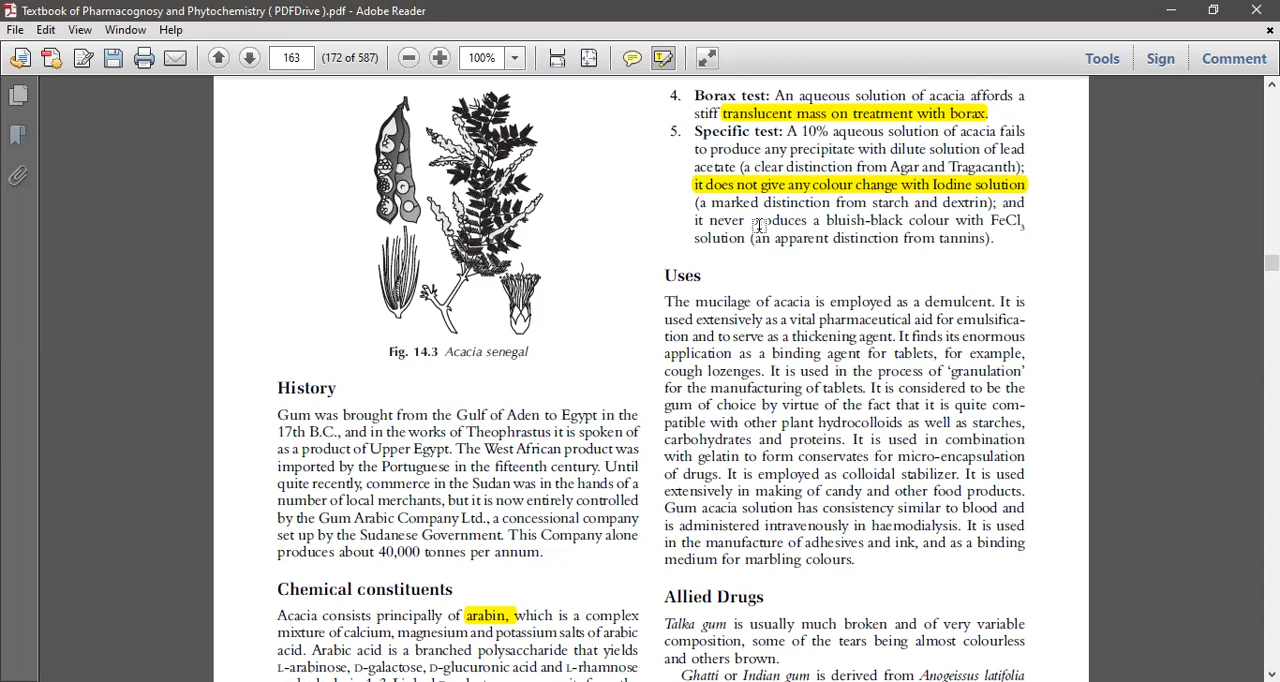 Textbook of Pharmacognosy and Phytochemistry ( PDFDrive ).pdf - Adobe Reader
File Edit View Window Help
163 (172 of 587) 100% Tools Sign Comment
Fig. 14.3 Acacia senegal
History
Gum was brought from the Gulf of Aden to Egypt in the
17th B.C., and in the works of Theophrastus it is spoken of
as a product of Upper Egypt. The West African product was
imported by the Portuguese in the fifteenth century. Until
quite recently, commerce in the Sudan was in the hands of a
number of local merchants, but it is now entirely controlled
by the Gum Arabic Company Ltd., a concessional company
set up by the Sudanese Government. This Company alone
produces about 40,000 tonnes per annum.
Chemical constituents
Acacia consists principally of arabin, which is a complex
mixture of calcium, magnesium and potassium salts of arabic
acid. Arabic acid is a branched polysaccharide that yields
L-arabinose, D-galactose, D-glucuronic acid and L-rhamnose
4. Borax test: An aqueous solution of acacia affords a
stiff translucent mass on treatment with borax.
5. Specific test: A 10% aqueous solution of acacia fails
to produce any precipitate with dilute solution of lead
acetate (a clear distinction from Agar and Tragacanth);
it does not give any colour change with Iodine solution
(a marked distinction from starch and dextrin); and
it never produces a bluish-black colour with FeCl3
solution (an apparent distinction from tannins).
Uses
The mucilage of acacia is employed as a demulcent. It is
used extensively as a vital pharmaceutical aid for emulsifica-
tion and to serve as a thickening agent. It finds its enormous
application as a binding agent for tablets, for example,
cough lozenges. It is used in the process of ‘granulation’
for the manufacturing of tablets. It is considered to be the
gum of choice by virtue of the fact that it is quite com-
patible with other plant hydrocolloids as well as starches,
carbohydrates and proteins. It is used in combination
with gelatin to form conservates for micro-encapsulation
of drugs. It is employed as colloidal stabilizer. It is used
extensively in making of candy and other food products.
Gum acacia solution has consistency similar to blood and
is administered intravenously in haemodialysis. It is used
in the manufacture of adhesives and ink, and as a binding
medium for marbling colours.
Allied Drugs
Talka gum is usually much broken and of very variable
composition, some of the tears being almost colourless
and others brown.
Ghatti or Indian gum is derived from Anogeissus latifolia